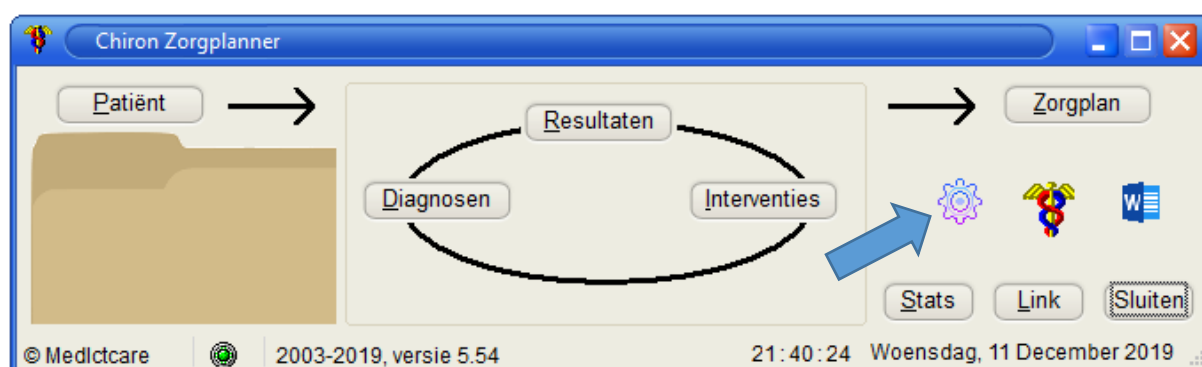 Chiron Zorgplanner
Patiënt
Resultaten
Zorgplan
Diagnosen
Interventies
W
Stats
Link
Sluiten
© MedIctcare
2003-2019, versie 5.54
21:40:24
Woensdag, 11 December 2019